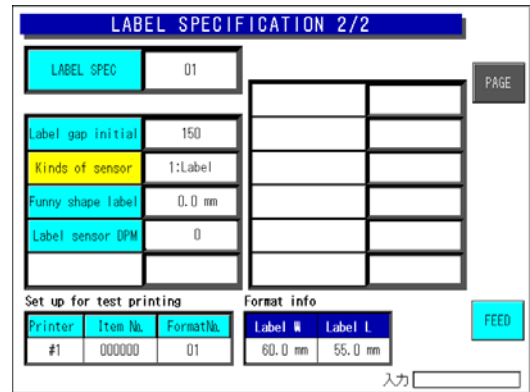 LABEL SPECIFICATION 2/2
LABEL SPEC 01
PAGE
Label gap initial 150
Kinds of sensor 1:Label
Funny shape label 0.0 mm
Label sensor DPM 0
Set up for test printing Format info
Printer Item No. FormatNo. Label W Label L FEED
#1 000000 01 60.0 mm 55.0 mm
入力